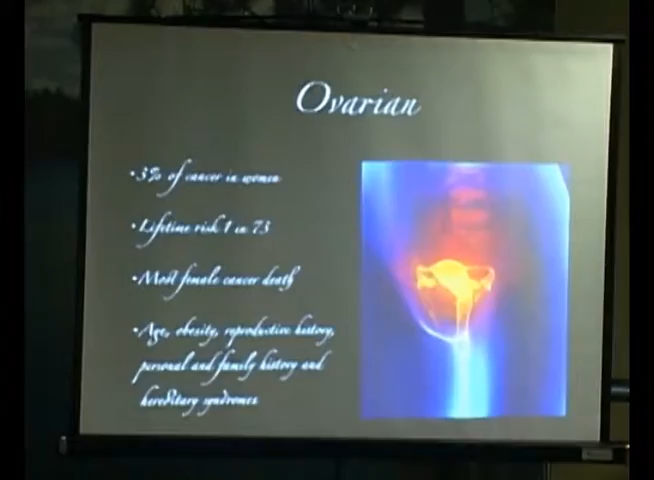 Ovarian
•3% of cancer in women
•Lifetime risk 1 in 73
•Most female cancer death
•Age, obesity, reproductive history,
personal and family history and
hereditary syndromes